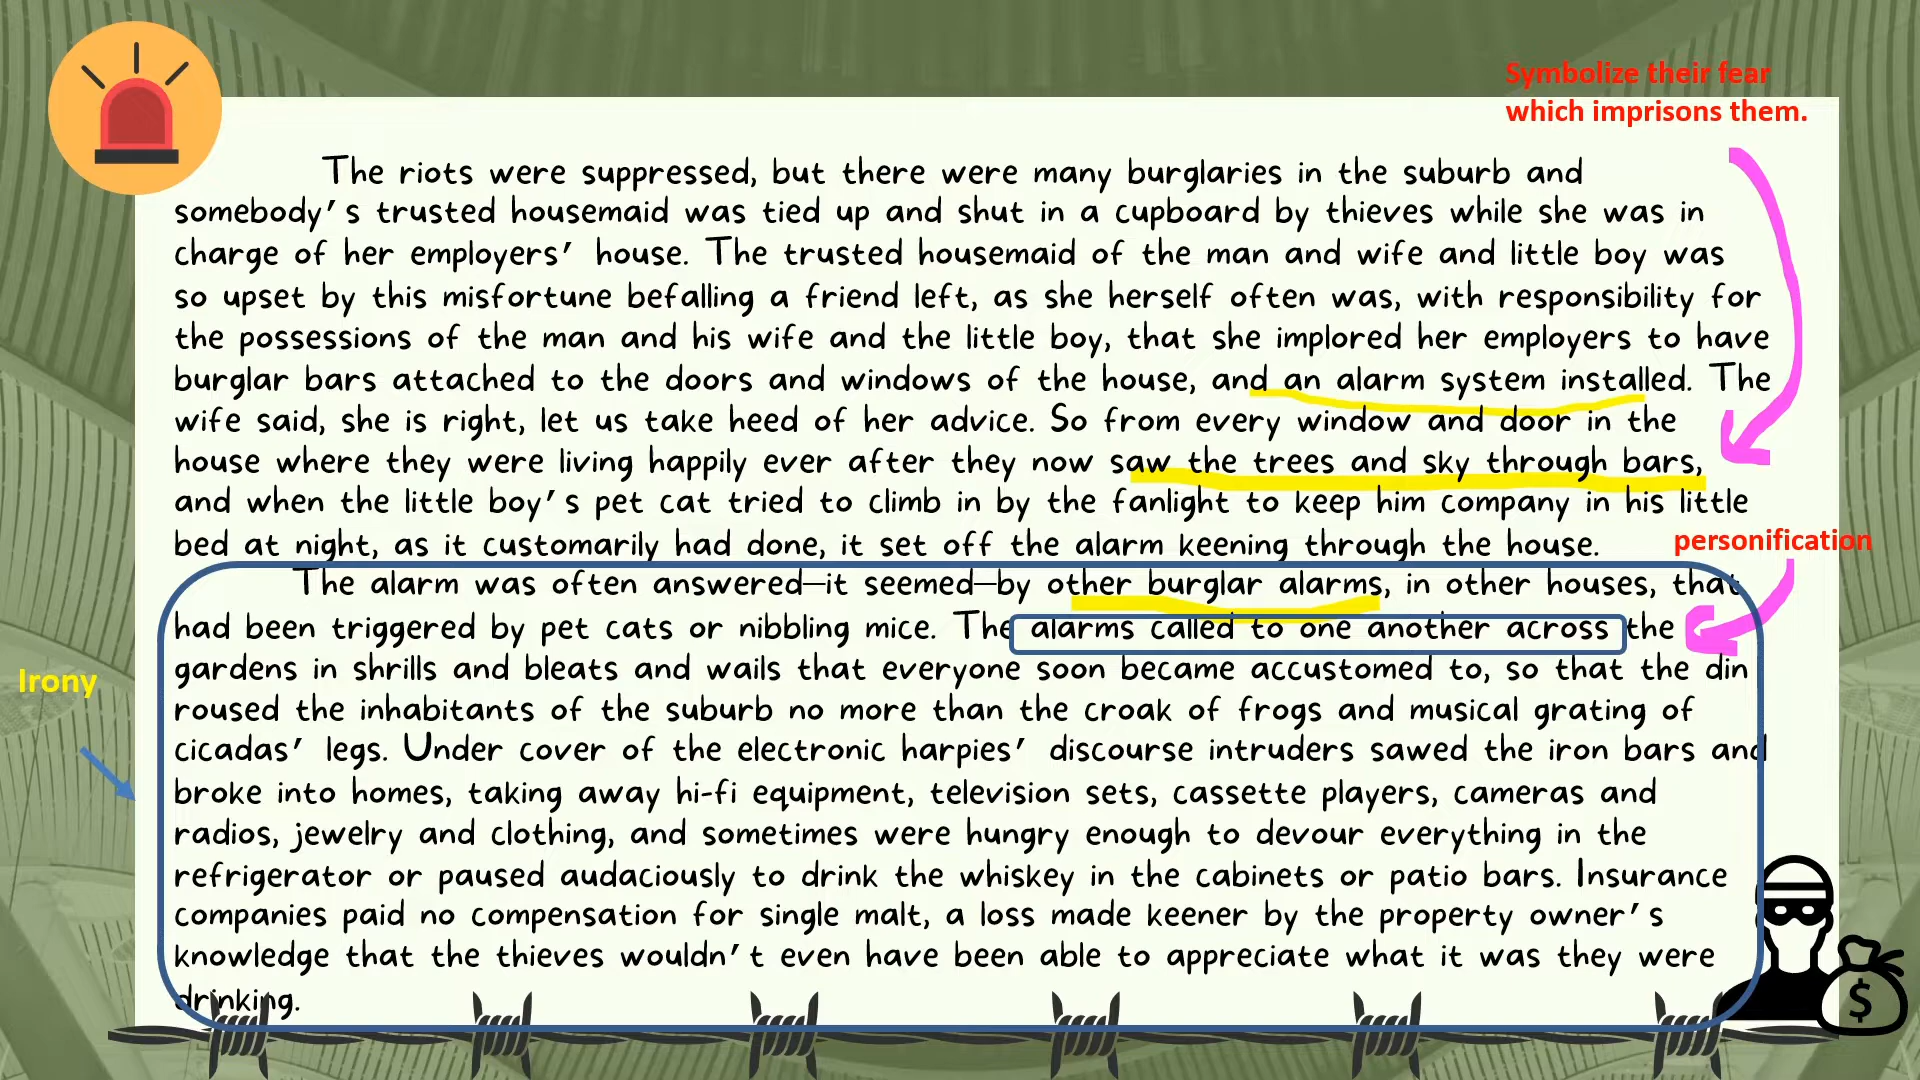 Symbolize their fear
which imprisons them.
The riots were suppressed, but there were many burglaries in the suburb and
somebody's trusted housemaid was tied up and shut in a cupboard by thieves while she was in
charge of her employers' house. The trusted housemaid of the man and wife and little boy was
so upset by this misfortune befalling a friend left, as she herself often was, with responsibility for
the possessions of the man and his wife and the little boy, that she implored her employers to have
burglar bars attached to the doors and windows of the house, and an alarm system installed. The
wife said, she is right, let us take heed of her advice. So from every window and door in the
house where they were living happily ever after they now saw the trees and sky through bars,
and when the little boy's pet cat tried to climb in by the fanlight to keep him company in his little
bed at night, as it customarily had done, it set off the alarm keening through the house.
personification
The alarm was often answered—it seemed—by other burglar alarms, in other houses, that
had been triggered by pet cats or nibbling mice. The alarms called to one another across the
gardens in shrills and bleats and wails that everyone soon became accustomed to, so that the din
Irony
roused the inhabitants of the suburb no more than the croak of frogs and musical grating of
cicadas' legs. Under cover of the electronic harpies' discourse intruders sawed the iron bars and
broke into homes, taking away hi-fi equipment, television sets, cassette players, cameras and
radios, jewelry and clothing, and sometimes were hungry enough to devour everything in the
refrigerator or paused audaciously to drink the whiskey in the cabinets or patio bars. Insurance
companies paid no compensation for single malt, a loss made keener by the property owner's
knowledge that the thieves wouldn't even have been able to appreciate what it was they were
drinking.
$